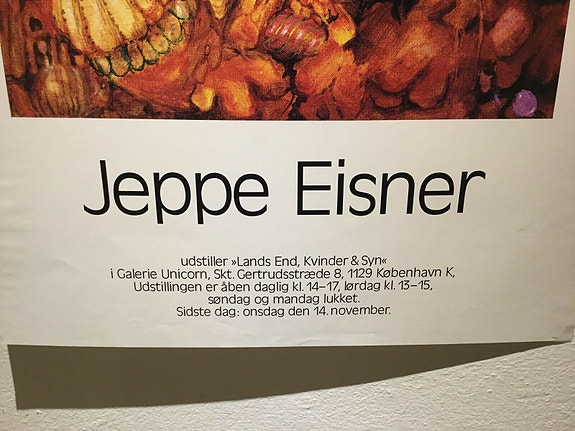 Jeppe Eisner
udstiller »Lands End, Kvinder & Syn«
i Galerie Unicorn, Skt. Gertrudsstræde 8, 1129 København K,
Udstillingen er åben daglig kl. 14–17, lørdag kl. 13–15,
søndag og mandag lukket.
Sidste dag: onsdag den 14. november.